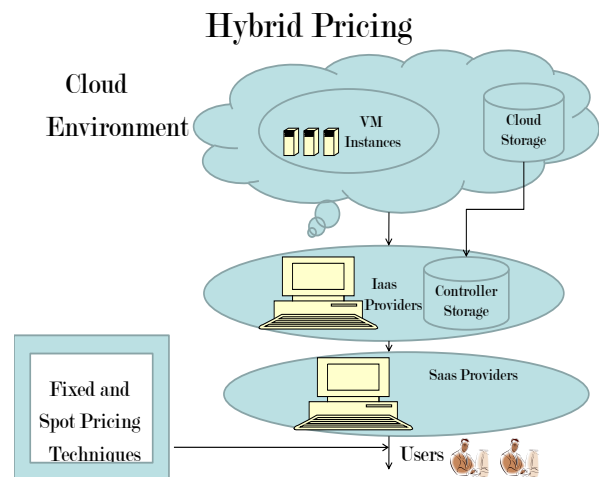 Hybrid Pricing
Cloud
Environment
VM
Instances
Cloud
Storage
Iaas
Providers
Controller
Storage
Saas Providers
Fixed and
Spot Pricing
Techniques
Users